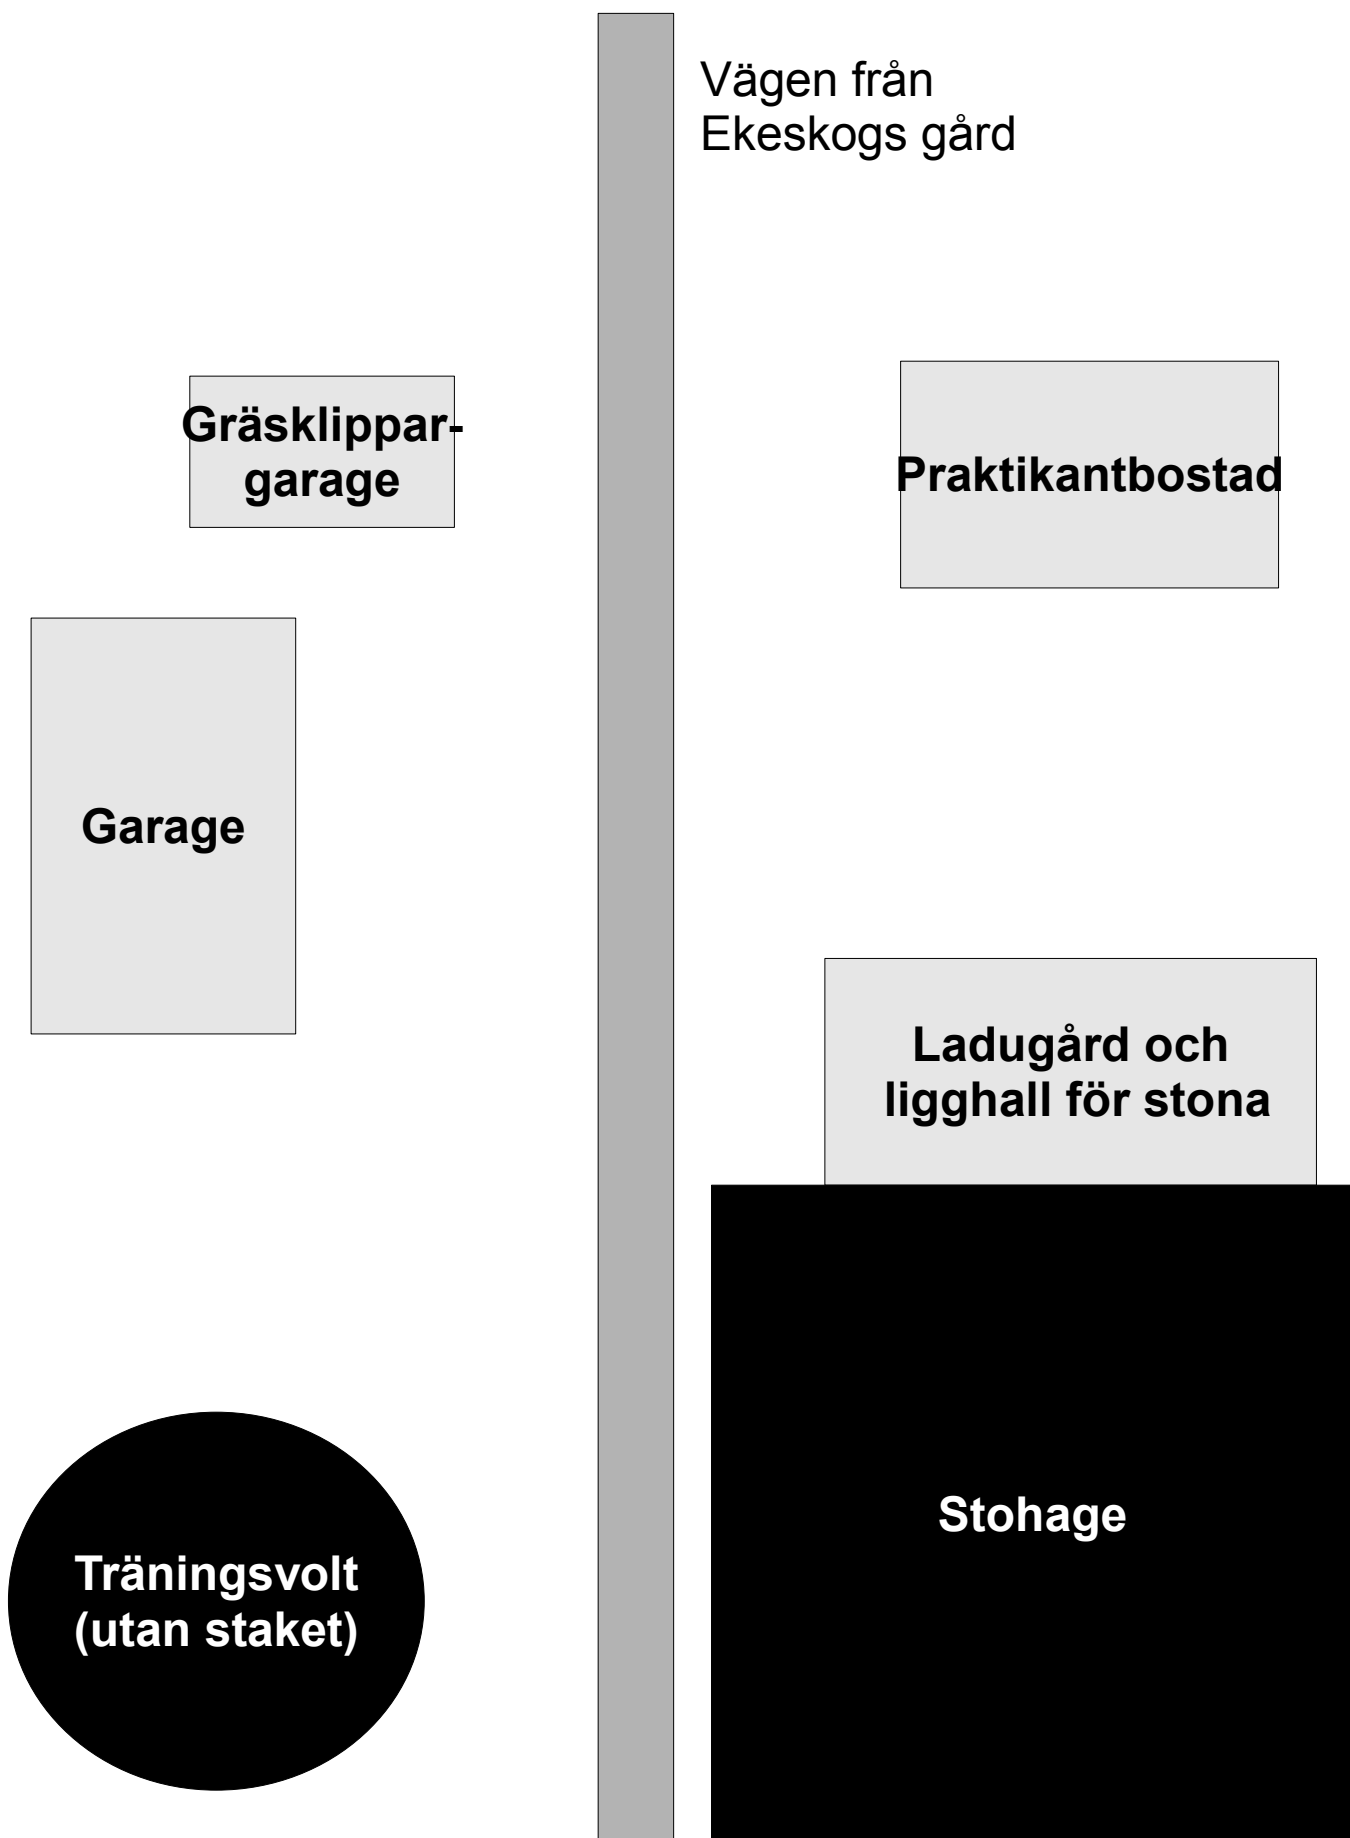 Vägen från
Ekeskogs gård
Gräsklippar-
garage
Praktikantbostad
Garage
Ladugård och
ligghall för stona
Stohage
Träningsvolt
(utan staket)